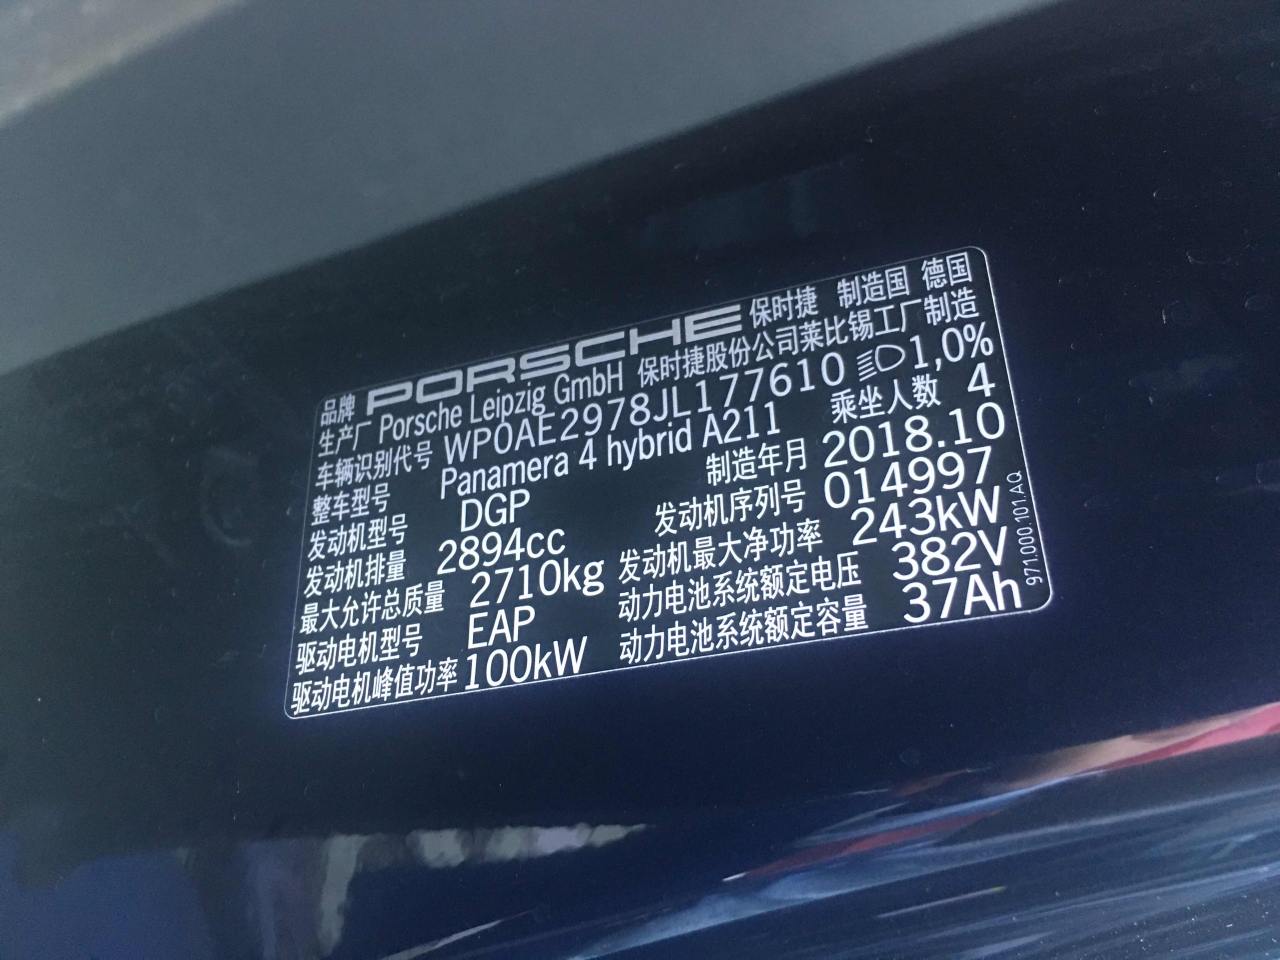 品牌 PORSCHE 保时捷 制造国 德国
生产厂 Porsche Leipzig GmbH 保时捷股份公司莱比锡工厂制造
车辆识别代号 WP0AE2978JL177610 1,0%
整车型号 Panamera 4 hybrid A211 乘坐人数 4
发动机型号 DGP 制造年月 2018.10
发动机排量 2894cc 发动机序列号 014997
最大允许总质量 2710kg 发动机最大净功率 243kW
驱动电机型号 EAP 动力电池系统额定电压 382V
驱动电机峰值功率 100kW 动力电池系统额定容量 37Ah
971.000.101.AQ